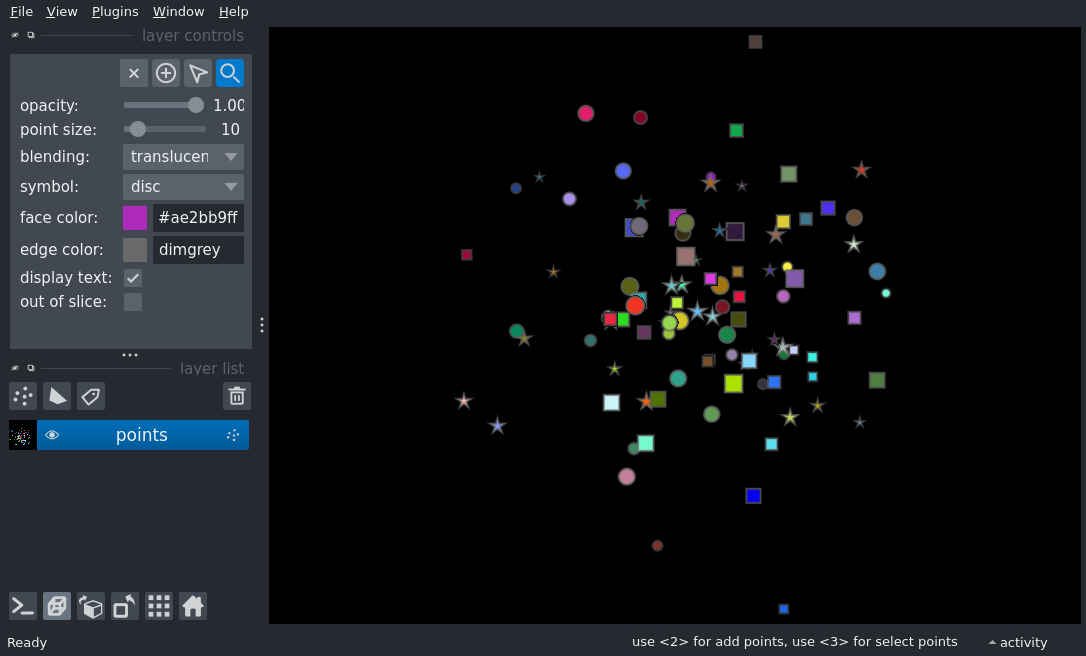 File View Plugins Window Help
layer controls
opacity: 1.00
point size: 10
blending: translucen
symbol: disc
face color: #ae2bb9ff
edge color: dimgrey
display text:
out of slice:
layer list
points
Ready
use <2> for add points, use <3> for select points
activity